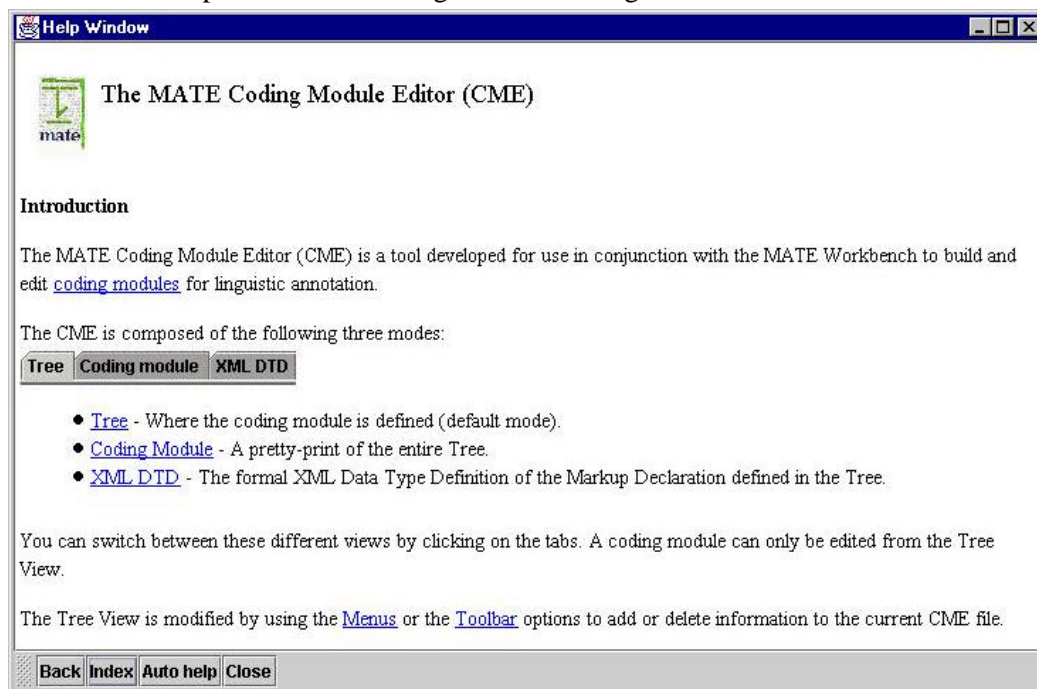 Help Window
The MATE Coding Module Editor (CME)
mate
Introduction
The MATE Coding Module Editor (CME) is a tool developed for use in conjunction with the MATE Workbench to build and
edit coding modules for linguistic annotation.
The CME is composed of the following three modes:
Tree Coding module XML DTD
● Tree - Where the coding module is defined (default mode).
● Coding Module - A pretty-print of the entire Tree.
● XML DTD - The formal XML Data Type Definition of the Markup Declaration defined in the Tree.
You can switch between these different views by clicking on the tabs. A coding module can only be edited from the Tree
View.
The Tree View is modified by using the Menus or the Toolbar options to add or delete information to the current CME file.
Back Index Auto help Close